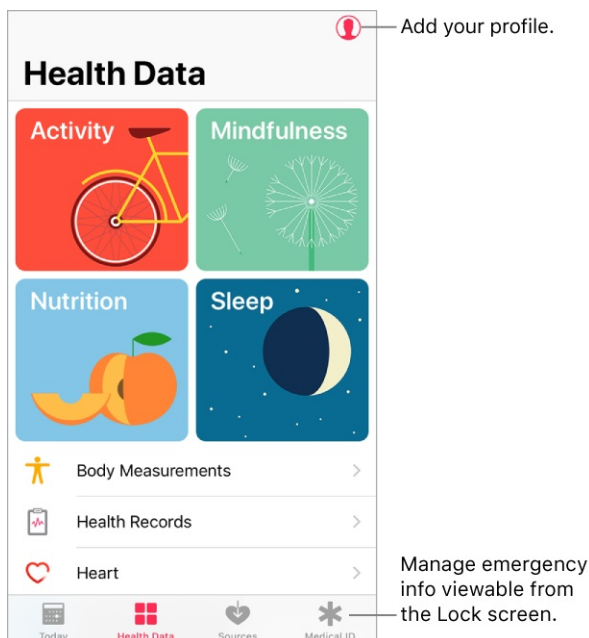 Add your profile.
Health Data
Activity
Mindfulness
Nutrition
Sleep
Body Measurements
Health Records
Heart
Manage emergency
info viewable from
the Lock screen.
Today
Health Data
Sources
Medical ID